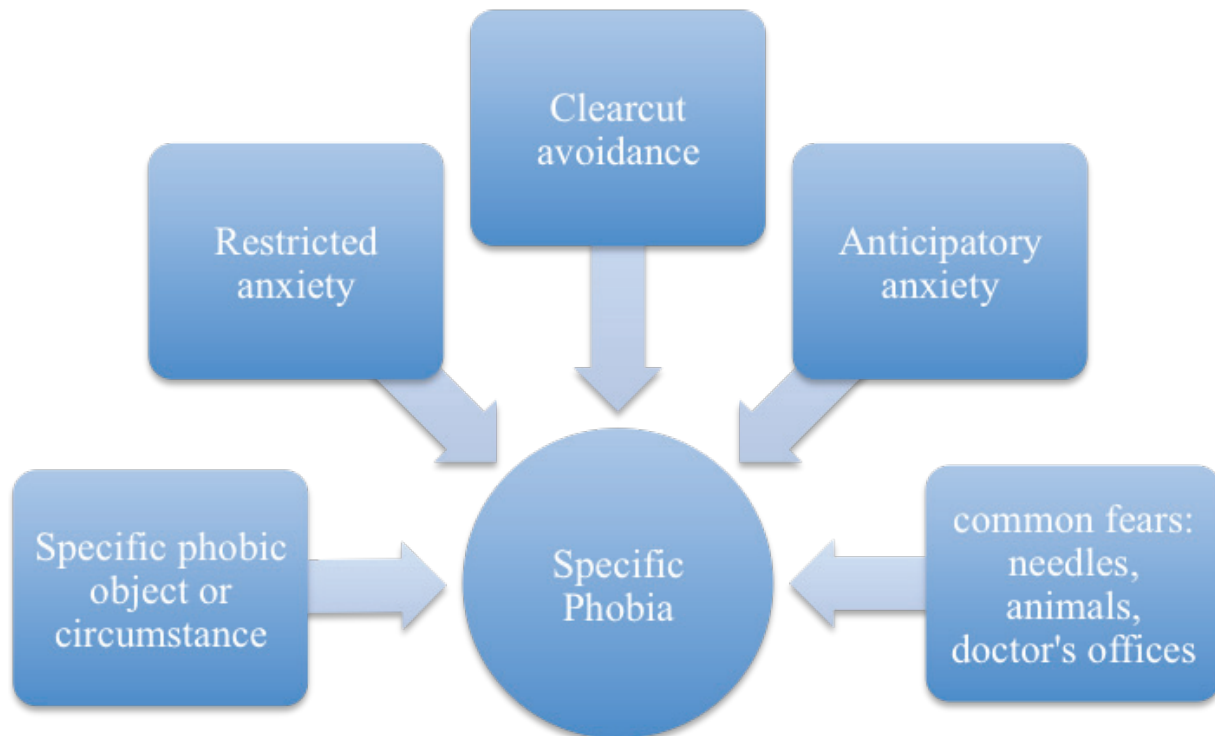 Clearcut
avoidance
Restricted
anxiety
Anticipatory
anxiety
Specific phobic
object or
circumstance
Specific
Phobia
common fears:
needles,
animals,
doctor's offices